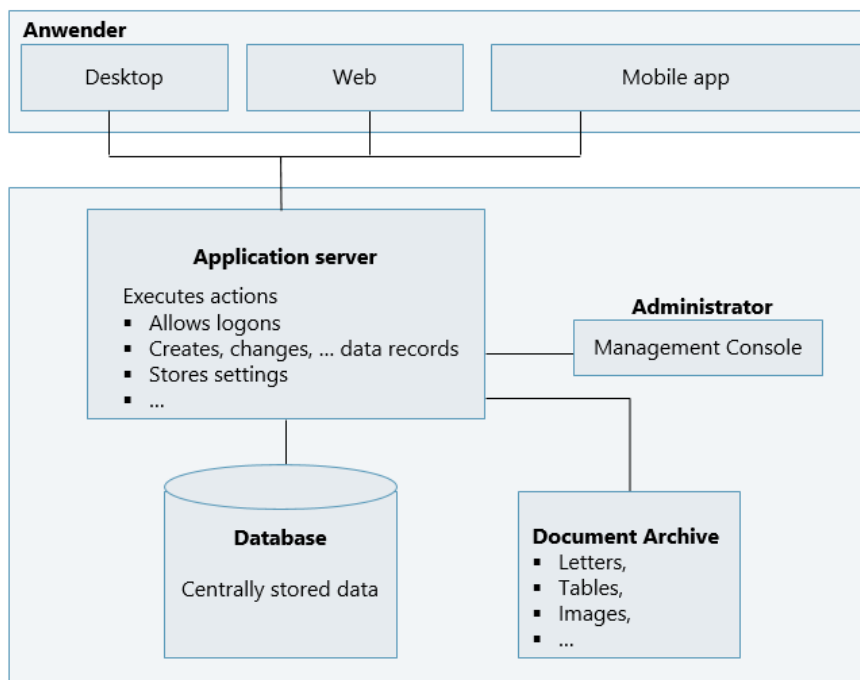 Anwender
Desktop
Web
Mobile app
Application server
Executes actions
▪ Allows logons
▪ Creates, changes, ... data records
▪ Stores settings
▪ ...
Administrator
Management Console
Database
Centrally stored data
Document Archive
▪ Letters,
▪ Tables,
▪ Images,
▪ ...